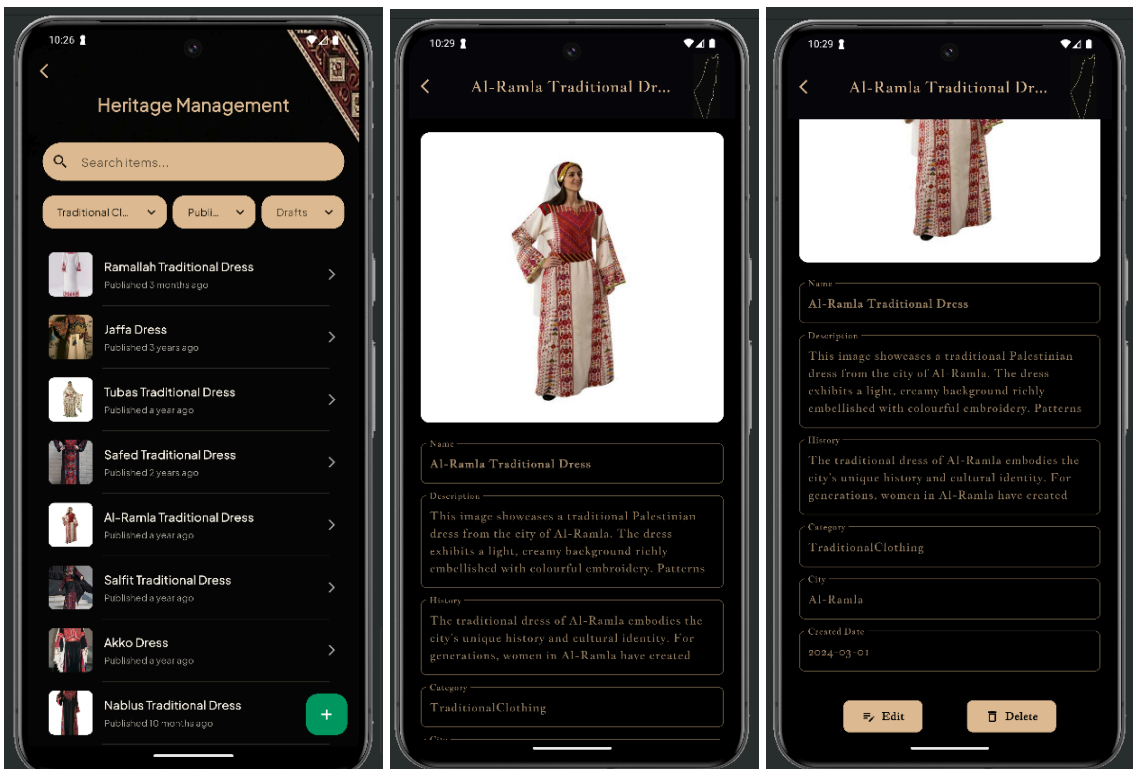 10:26
Heritage Management
Search items...
Traditional Cl...
Publi...
Drafts
Ramallah Traditional Dress
Published 3 months ago
Jaffa Dress
Published 3 years ago
Tubas Traditional Dress
Published a year ago
Safed Traditional Dress
Published 2 years ago
Al-Ramla Traditional Dress
Published a year ago
Salfit Traditional Dress
Published a year ago
Akko Dress
Published a year ago
Nablus Traditional Dress
Published 10 months ago
+
10:29
Al-Ramla Traditional Dr...
Name
Al-Ramla Traditional Dress
Description
This image showcases a traditional Palestinian
dress from the city of Al-Ramla. The dress
exhibits a light, creamy background richly
embellished with colourful embroidery. Patterns
History
The traditional dress of Al-Ramla embodies the
city's unique history and cultural identity. For
generations, women in Al-Ramla have created
Category
TraditionalClothing
City
10:29
Al-Ramla Traditional Dr...
Name
Al-Ramla Traditional Dress
Description
This image showcases a traditional Palestinian
dress from the city of Al-Ramla. The dress
exhibits a light, creamy background richly
embellished with colourful embroidery. Patterns
History
The traditional dress of Al-Ramla embodies the
city's unique history and cultural identity. For
generations, women in Al-Ramla have created
Category
TraditionalClothing
City
Al-Ramla
Created Date
2024-03-01
Edit
Delete